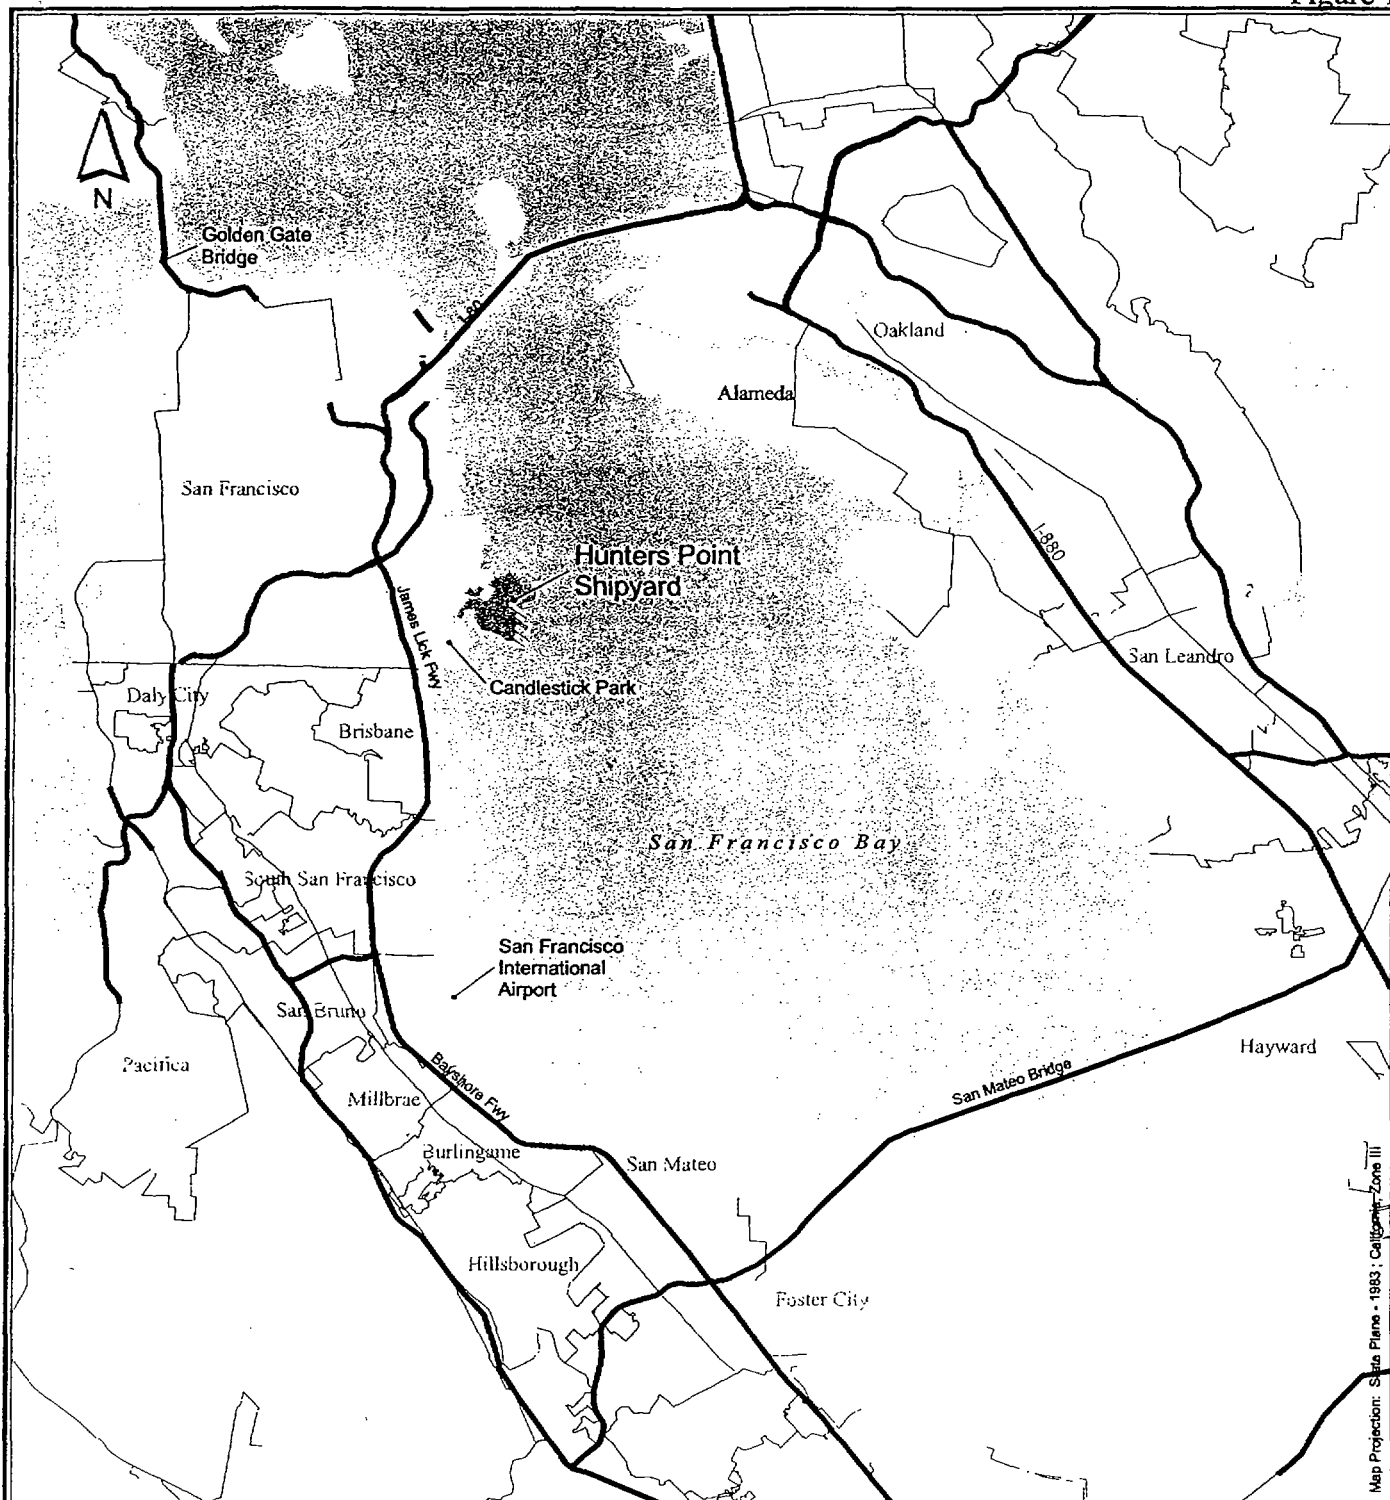 Figure
N
Golden Gate
Bridge
I-80
Oakland
Alameda
San Francisco
I-880
Hunters Point
Shipyard
James Lick Fwy
San Leandro
Candlestick Park
Daly City
Brisbane
San Francisco Bay
South San Francisco
San Francisco
International
Airport
San Bruno
Hayward
Pacifica
Bayshore Fwy
San Mateo Bridge
Millbrae
Burlingame
San Mateo
Hillsborough
Foster City
Map Projection: State Plane - 1983 ; California, Zone III